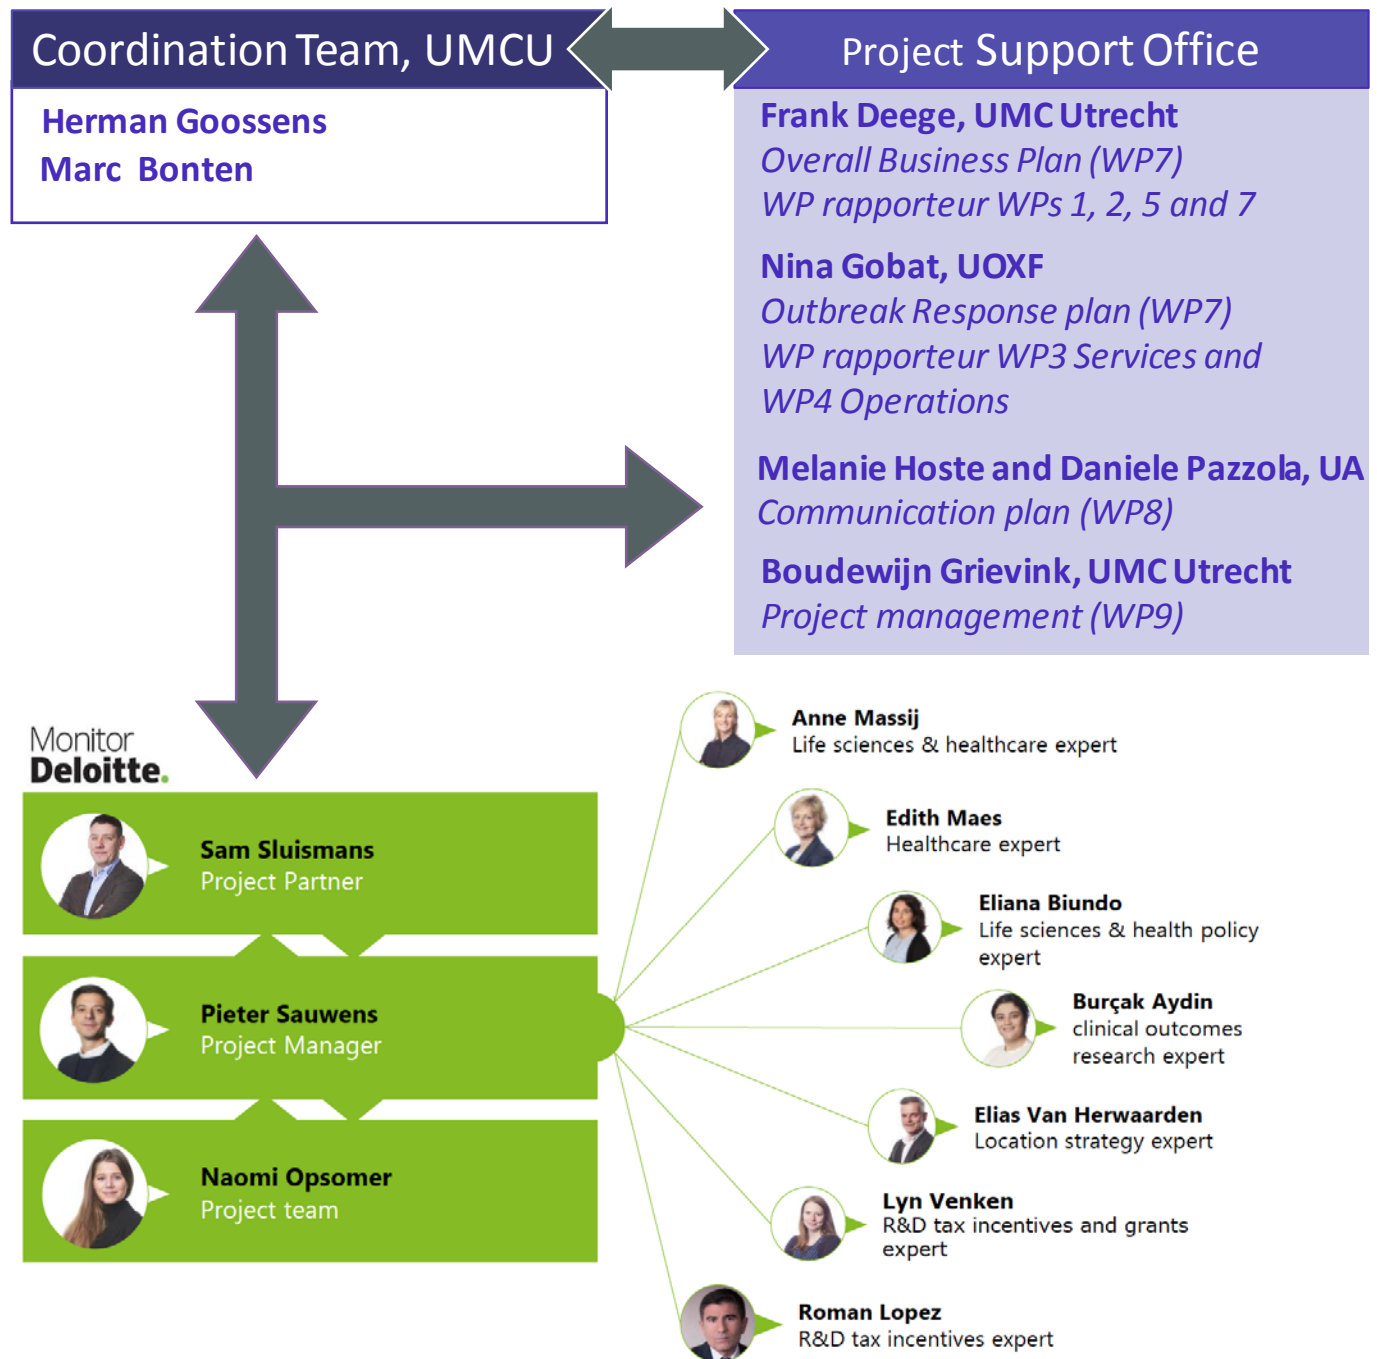 Coordination Team, UMCU
Project Support Office
Herman Goossens
Marc Bonten
Frank Deege, UMC Utrecht
Overall Business Plan (WP7)
WP rapporteur WPs 1, 2, 5 and 7
Nina Gobat, UOXF
Outbreak Response plan (WP7)
WP rapporteur WP3 Services and
WP4 Operations
Melanie Hoste and Daniele Pazzola, UA
Communication plan (WP8)
Boudewijn Grievink, UMC Utrecht
Project management (WP9)
Monitor
Deloitte.
Sam Sluismans
Project Partner
Pieter Sauwens
Project Manager
Naomi Opsomer
Project team
Anne Massij
Life sciences & healthcare expert
Edith Maes
Healthcare expert
Eliana Biundo
Life sciences & health policy
expert
Burçak Aydin
clinical outcomes
research expert
Elias Van Herwaarden
Location strategy expert
Lyn Venken
R&D tax incentives and grants
expert
Roman Lopez
R&D tax incentives expert